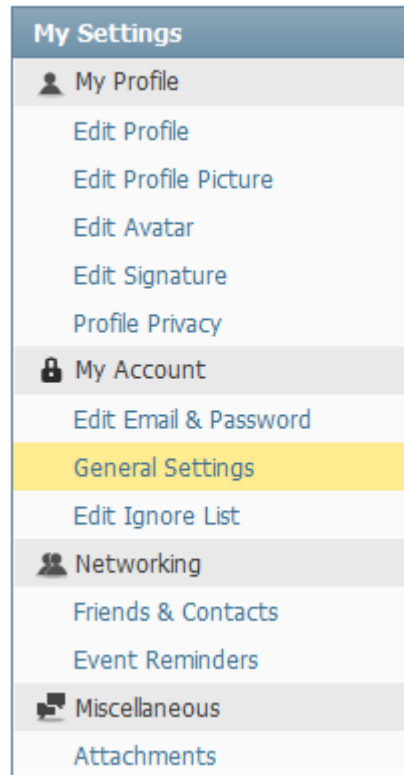 My Settings
My Profile
Edit Profile
Edit Profile Picture
Edit Avatar
Edit Signature
Profile Privacy
My Account
Edit Email & Password
General Settings
Edit Ignore List
Networking
Friends & Contacts
Event Reminders
Miscellaneous
Attachments